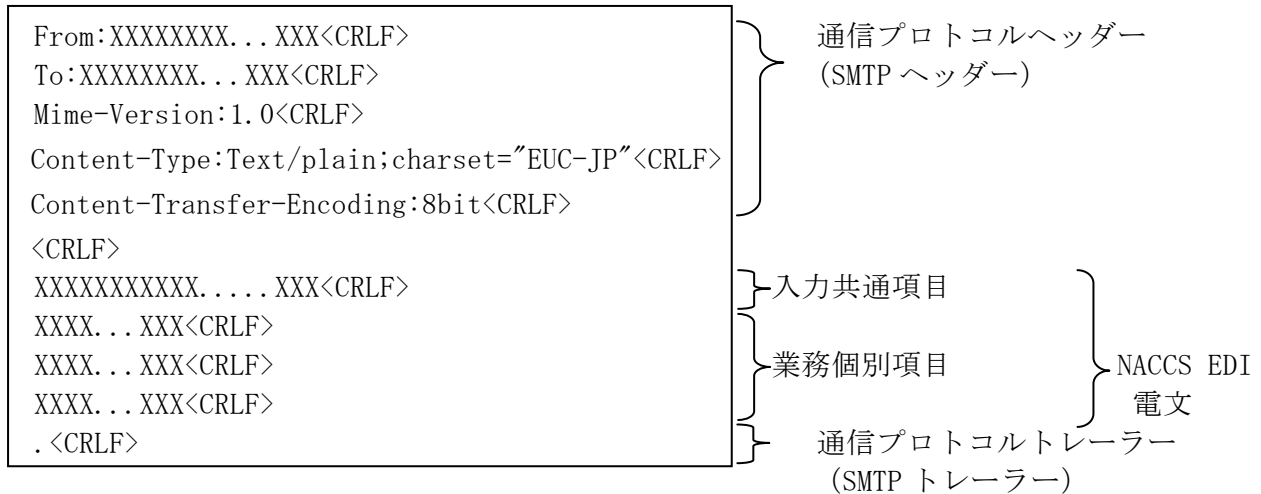 From:XXXXXXXX...XXX<CRLF>
To:XXXXXXXX...XXX<CRLF>
Mime-Version:1.0<CRLF>
Content-Type:Text/plain;charset="EUC-JP"<CRLF>
Content-Transfer-Encoding:8bit<CRLF>
<CRLF>
XXXXXXXXXXX.....XXX<CRLF>
XXXX...XXX<CRLF>
XXXX...XXX<CRLF>
XXXX...XXX<CRLF>
.<CRLF>
通信プロトコルヘッダー
(SMTP ヘッダー)
入力共通項目
業務個別項目
NACCS EDI
電文
通信プロトコルトレーラー
(SMTP トレーラー)